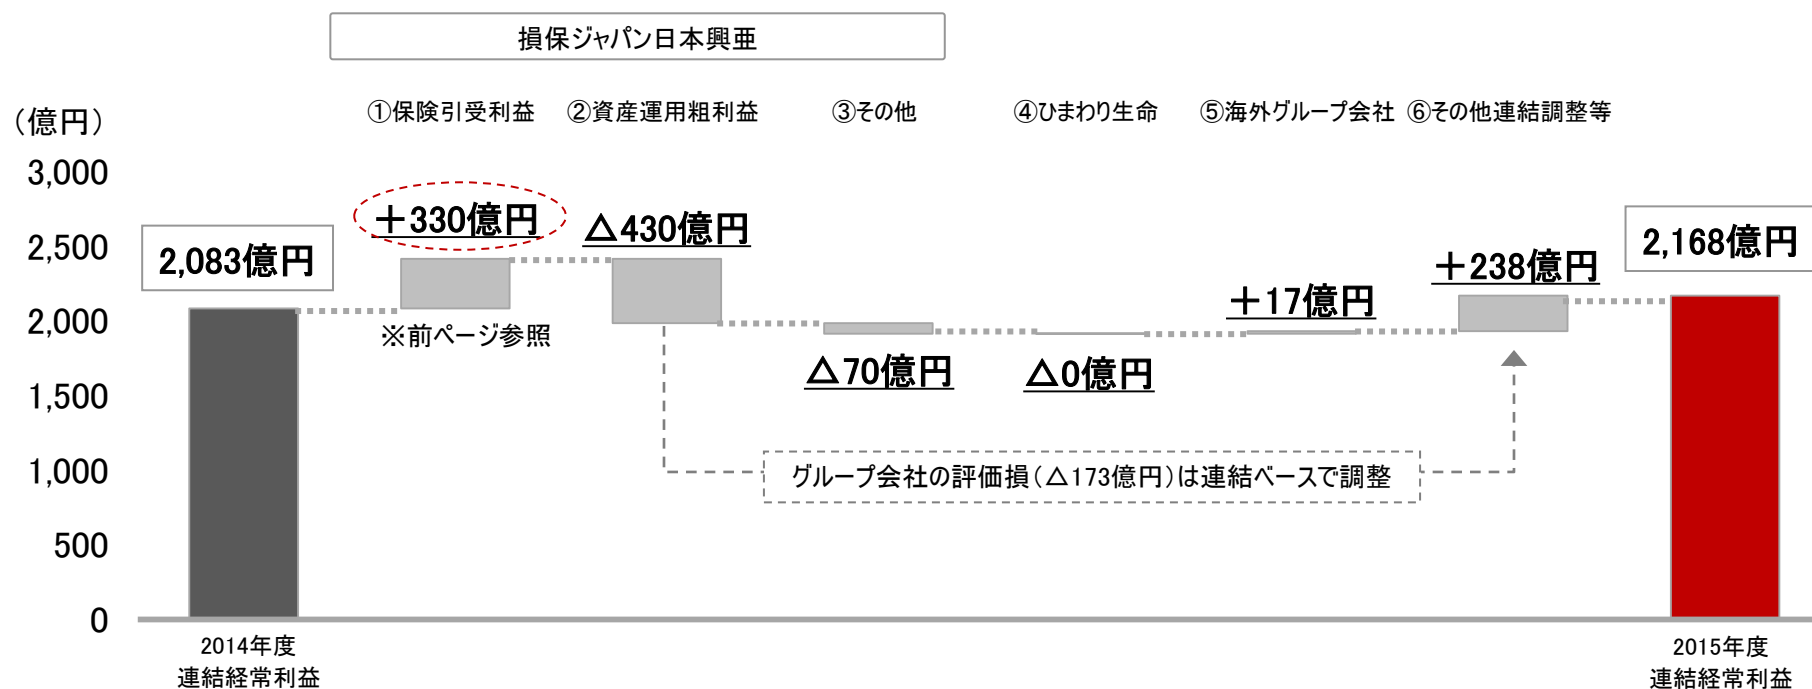 損保ジャパン日本興亜
①保険引受利益 ②資産運用粗利益 ③その他 ④ひまわり生命 ⑤海外グループ会社 ⑥その他連結調整等
（億円）
3,000
2,500
2,000
1,500
1,000
500
0
2,083億円
＋330億円
※前ページ参照
△430億円
△70億円
△0億円
＋17億円
＋238億円
2,168億円
グループ会社の評価損（△173億円）は連結ベースで調整
2014年度
連結経常利益
2015年度
連結経常利益